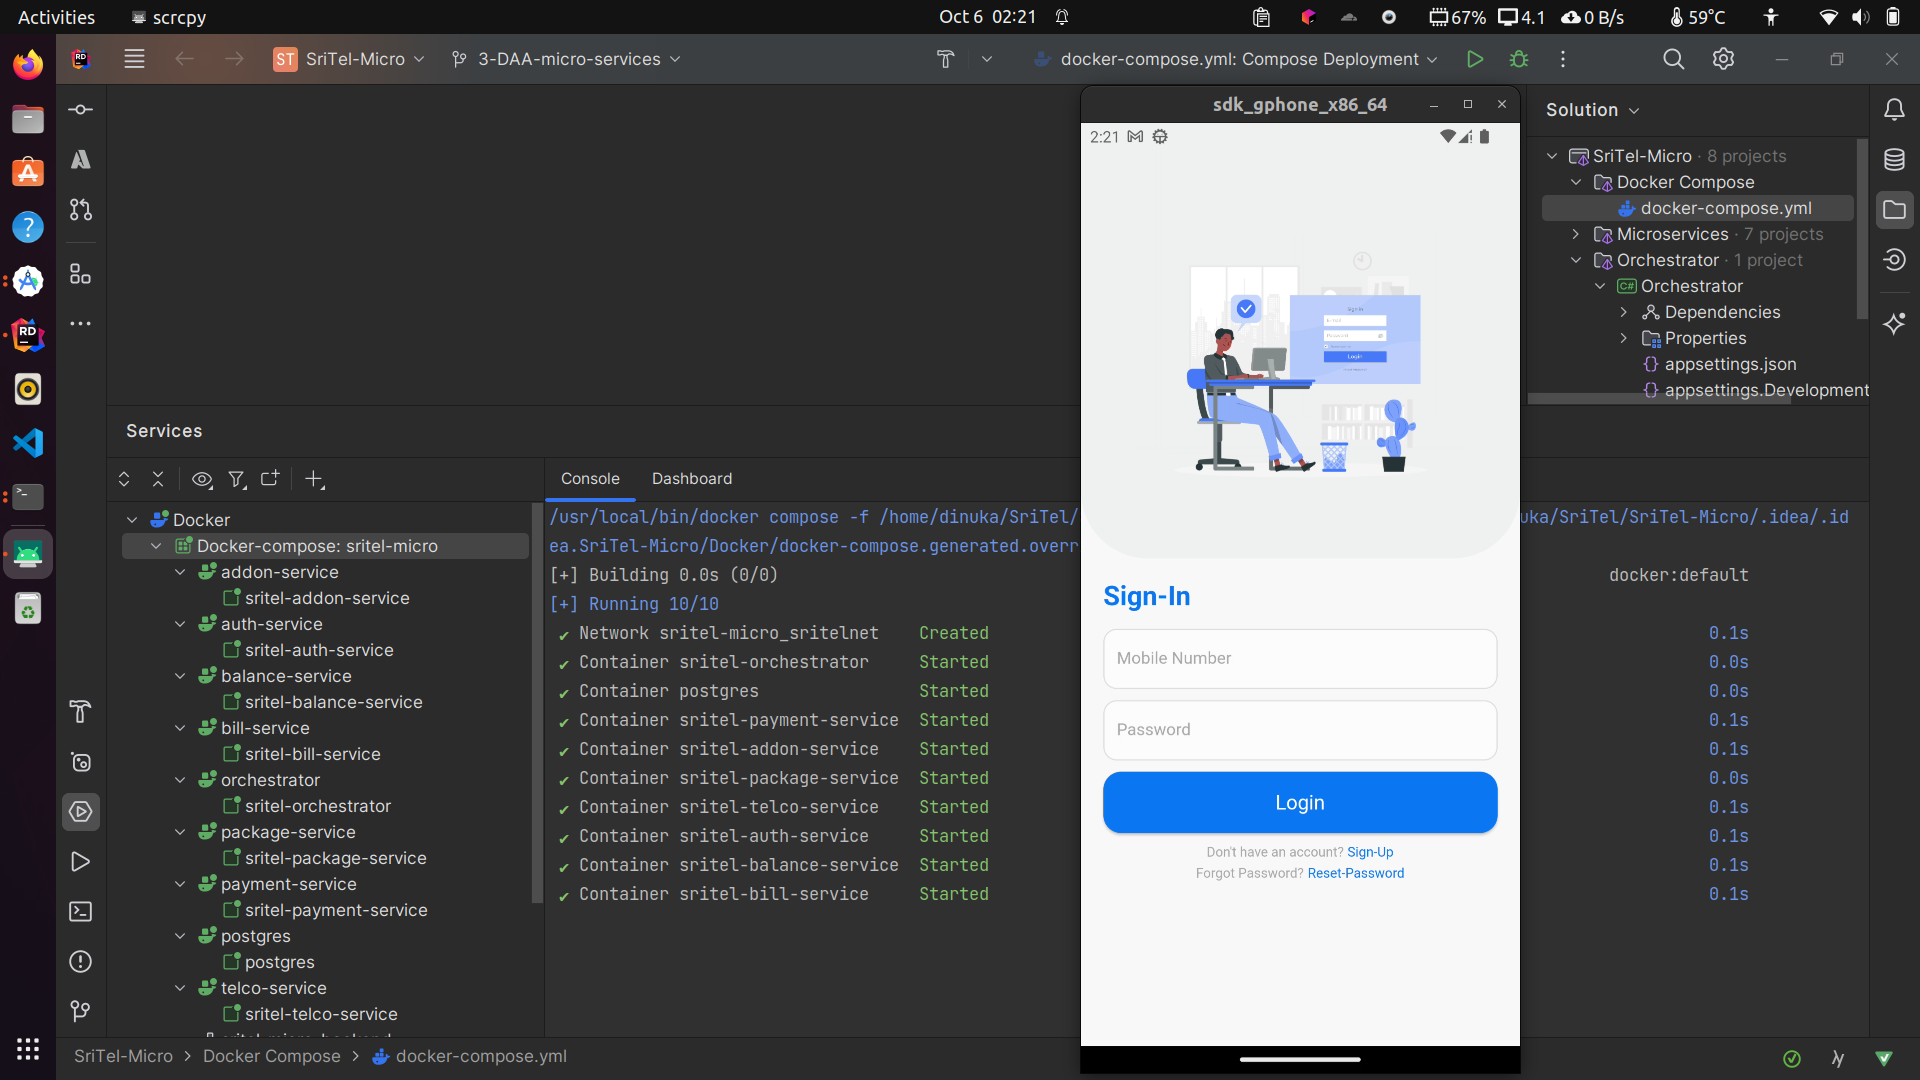 Activities
scrcpy
Oct 6 02:21
67%
4.1
0 B/s
59°C
ST SriTel-Micro
3-DAA-micro-services
docker-compose.yml: Compose Deployment
sdk_gphone_x86_64
2:21
Sign In
Login
Sign-In
Mobile Number
Password
Login
Don't have an account? Sign-Up
Forgot Password? Reset-Password
Solution
SriTel-Micro · 8 projects
Docker Compose
docker-compose.yml
Microservices · 7 projects
Orchestrator · 1 project
C# Orchestrator
Dependencies
Properties
appsettings.json
appsettings.Development
Services
Docker
Docker-compose: sritel-micro
addon-service
sritel-addon-service
auth-service
sritel-auth-service
balance-service
sritel-balance-service
bill-service
sritel-bill-service
orchestrator
sritel-orchestrator
package-service
sritel-package-service
payment-service
sritel-payment-service
postgres
postgres
telco-service
sritel-telco-service
Console
Dashboard
/usr/local/bin/docker compose -f /home/dinuka/SriTel/
uka/SriTel/SriTel-Micro/.idea/.id
ea.SriTel-Micro/Docker/docker-compose.generated.overr
[+] Building 0.0s (0/0) docker:default
[+] Running 10/10
✔ Network sritel-micro_sritelnet Created 0.1s
✔ Container sritel-orchestrator Started 0.0s
✔ Container postgres Started 0.0s
✔ Container sritel-payment-service Started 0.1s
✔ Container sritel-addon-service Started 0.1s
✔ Container sritel-package-service Started 0.0s
✔ Container sritel-telco-service Started 0.1s
✔ Container sritel-auth-service Started 0.1s
✔ Container sritel-balance-service Started 0.1s
✔ Container sritel-bill-service Started 0.1s
SriTel-Micro > Docker Compose > docker-compose.yml